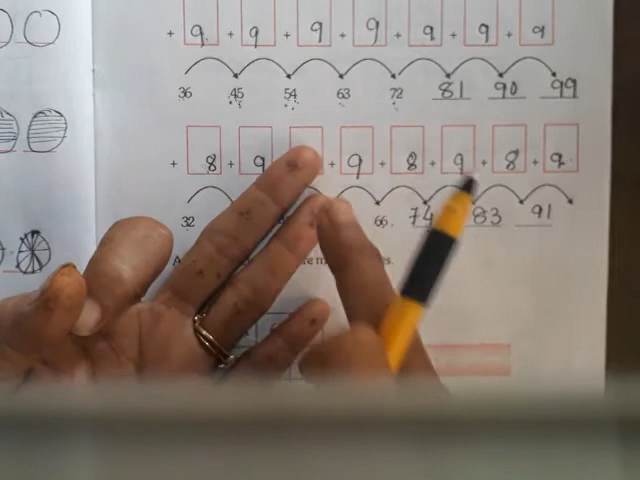 + 9 + 9 + 9 + 9 + 9 + 9 + 9
36 45 54 63 72 81 90 99
+ 8 + 9 + 9 + 8 + 9 + 8 + 9
32 66 74 83 91